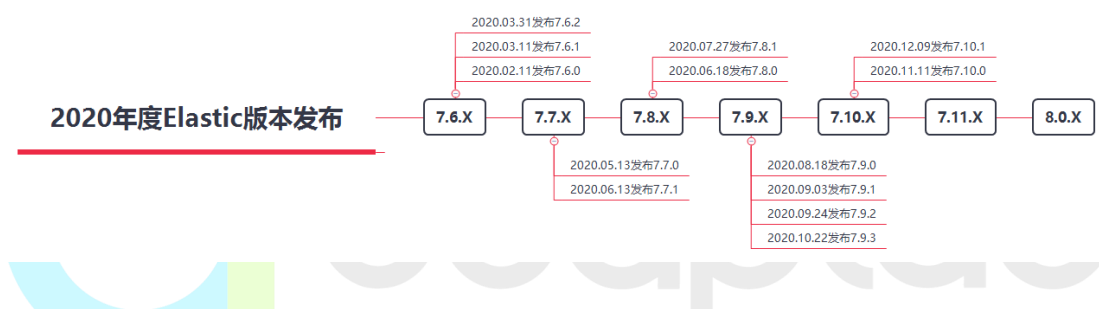 2020年度Elastic版本发布
2020.03.31发布7.6.2
2020.03.11发布7.6.1
2020.02.11发布7.6.0
7.6.X
7.7.X
2020.05.13发布7.7.0
2020.06.13发布7.7.1
2020.07.27发布7.8.1
2020.06.18发布7.8.0
7.8.X
7.9.X
2020.08.18发布7.9.0
2020.09.03发布7.9.1
2020.09.24发布7.9.2
2020.10.22发布7.9.3
2020.12.09发布7.10.1
2020.11.11发布7.10.0
7.10.X
7.11.X
8.0.X